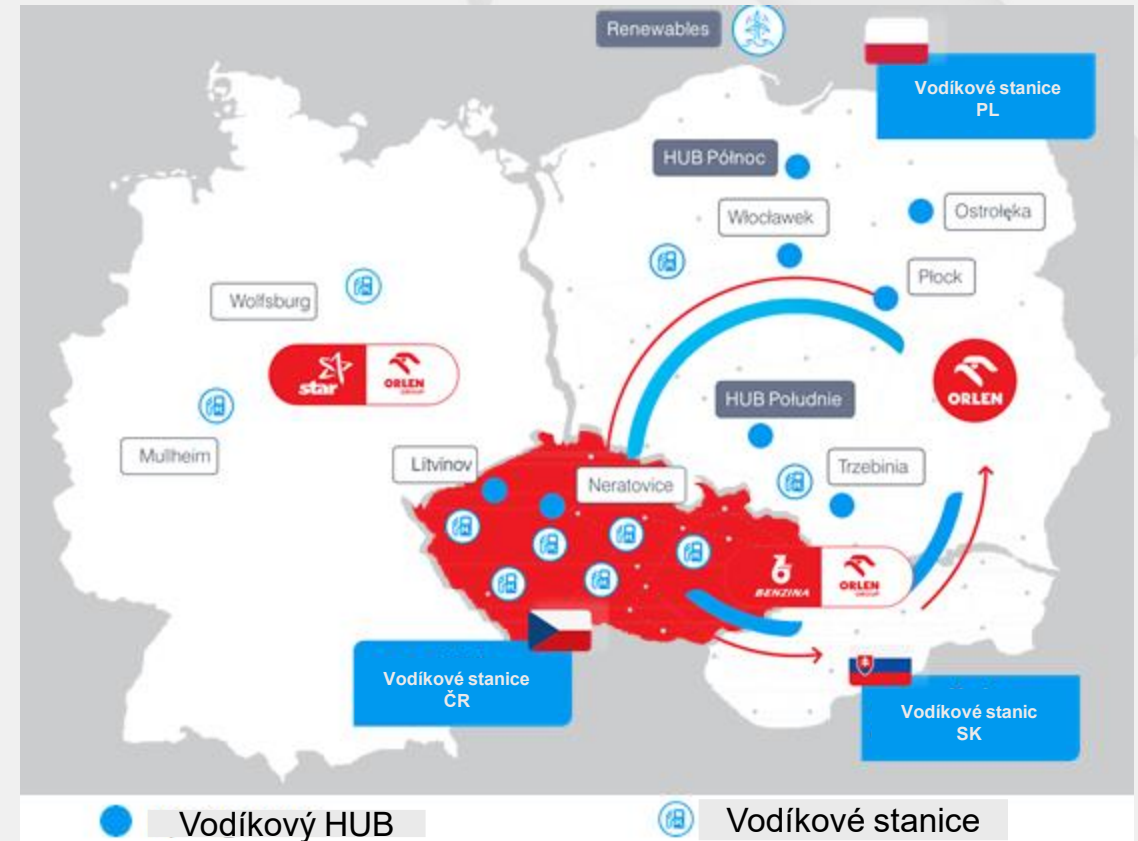 Renewables
Vodíkové stanice
PL
HUB Północ
Włocławek
Ostrołęka
Płock
Wolfsburg
star
ORLEN
GROUP
ORLEN
HUB Południe
Mullheim
Litvinov
Neratovice
Trzebinia
BENZINA
ORLEN
GROUP
Vodíkové stanice
ČR
Vodíkové stanic
SK
Vodíkový HUB
Vodíkové stanice